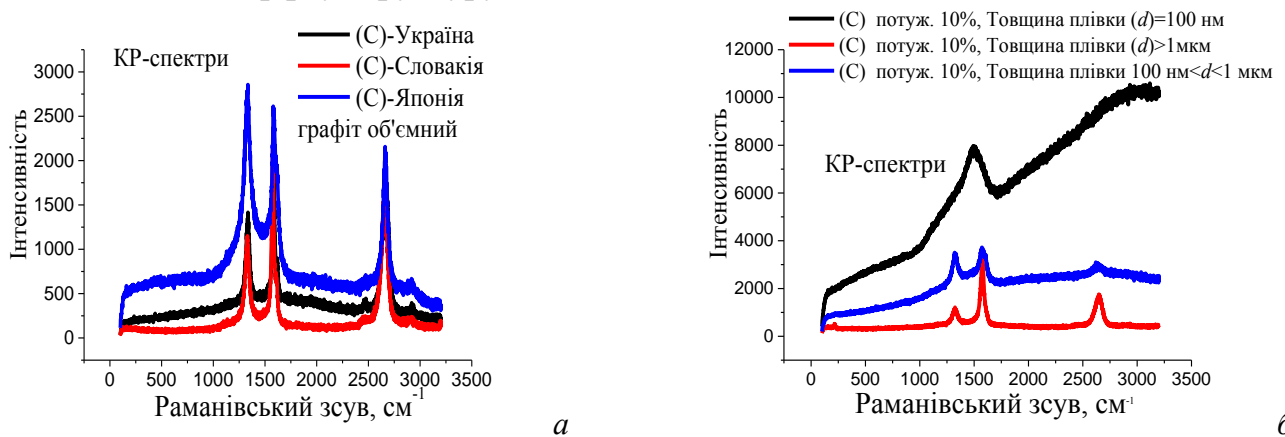 КР-спектри
(С)-Україна
(С)-Словакія
(С)-Японія
графіт об'ємний
Інтенсивність
3000
2500
2000
1500
1000
500
0
0 500 1000 1500 2000 2500 3000 3500
Раманівський зсув, см-1
а
(С) потуж. 10%, Товщина плівки (d)=100 нм
(С) потуж. 10%, Товщина плівки (d)>1мкм
(С) потуж. 10%, Товщина плівки 100 нм<d<1 мкм
КР-спектри
Інтенсивність
12000
10000
8000
6000
4000
2000
0
0 500 1000 1500 2000 2500 3000 3500
Раманівський зсув, см-1